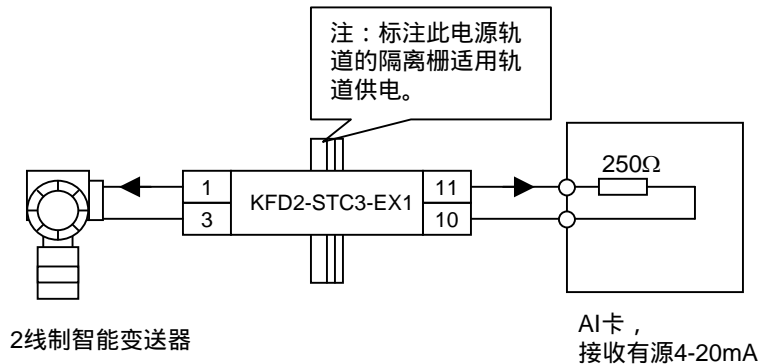 注：标注此电源轨
道的隔离栅适用轨
道供电。
250Ω
1
11
KFD2-STC3-EX1
3
10
2线制智能变送器
AI卡，
接收有源4-20mA